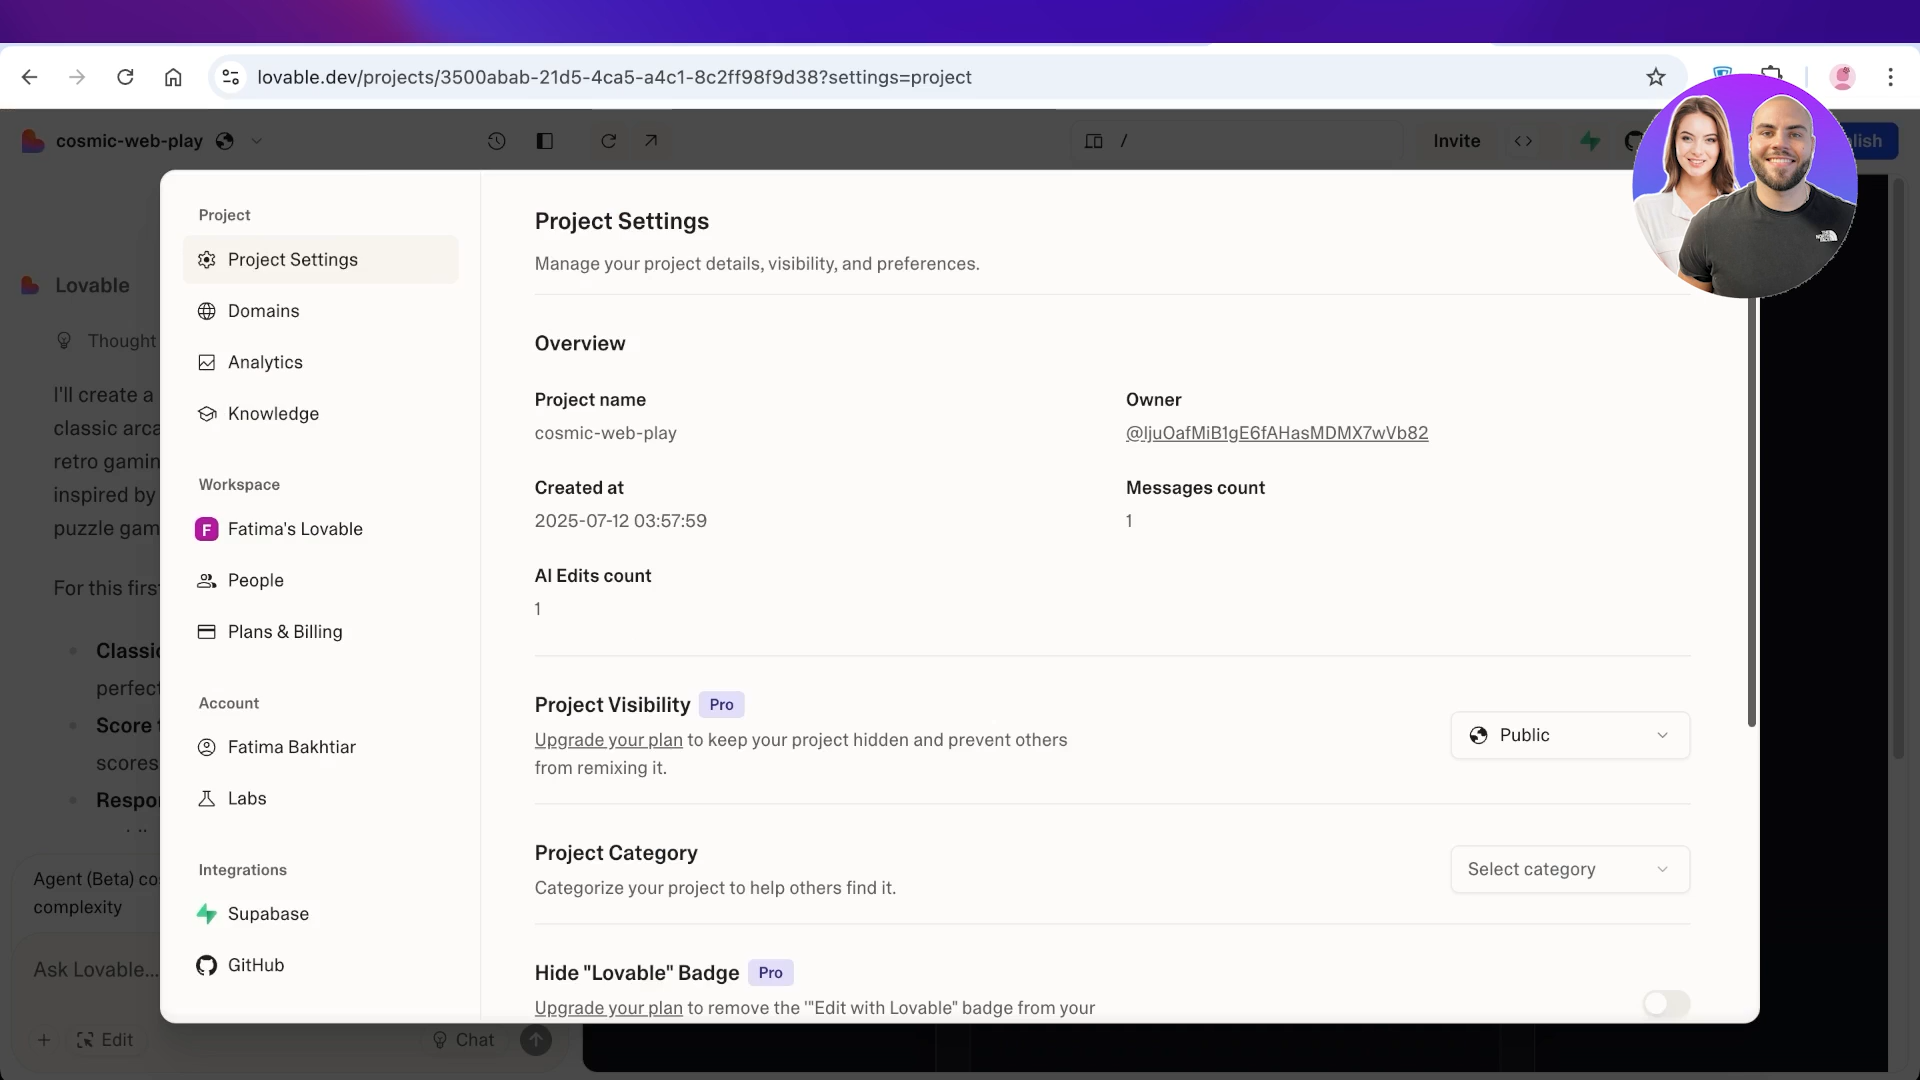 lovable.dev/projects/3500abab-21d5-4ca5-a4c1-8c2ff98f9d38?settings=project
cosmic-web-play
/
Invite
Lovable
Thought
I'll create a
classic arca
retro gamin
inspired by
puzzle gam
For this first
Classic
perfect
Score t
scores
Respon
Agent (Beta) co
complexity
Ask Lovable...
Edit
Chat
Project
Project Settings
Domains
Analytics
Knowledge
Workspace
F Fatima's Lovable
People
Plans & Billing
Account
Fatima Bakhtiar
Labs
Integrations
Supabase
GitHub
Project Settings
Manage your project details, visibility, and preferences.
Overview
Project name
cosmic-web-play
Owner
@ljuOafMiB1gE6fAHasMDMX7wVb82
Created at
2025-07-12 03:57:59
Messages count
1
AI Edits count
1
Project Visibility Pro
Upgrade your plan to keep your project hidden and prevent others
from remixing it.
Public
Project Category
Categorize your project to help others find it.
Select category
Hide "Lovable" Badge Pro
Upgrade your plan to remove the '"Edit with Lovable" badge from your